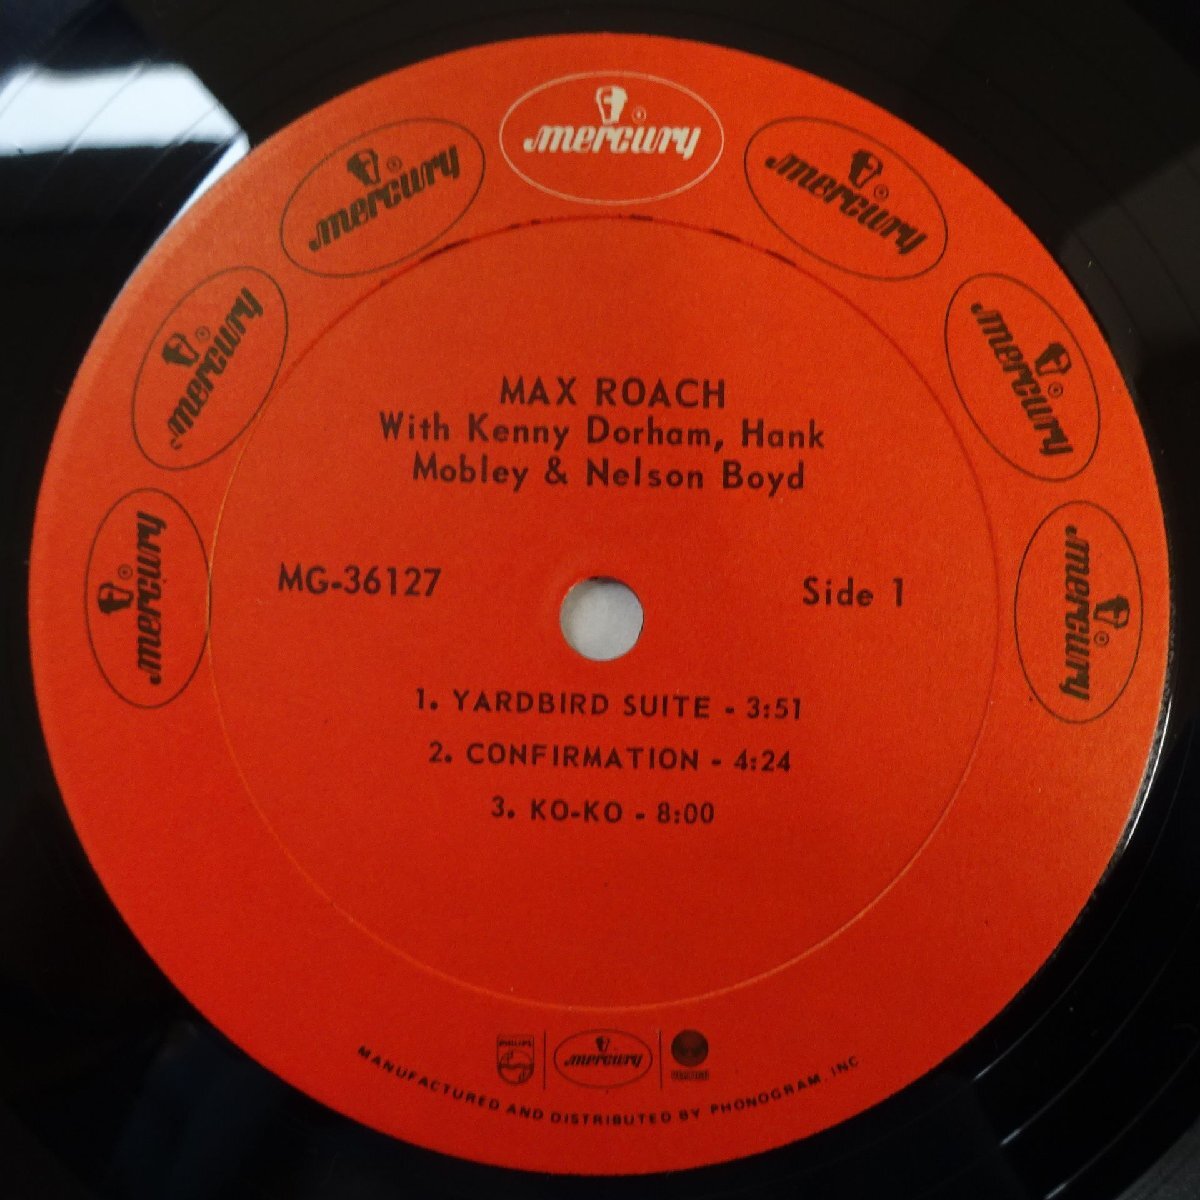 mercury
mercury
mercury
mercury
mercury
mercury
mercury
MAX ROACH
With Kenny Dorham, Hank
Mobley & Nelson Boyd
MG-36127
Side 1
1. YARDBIRD SUITE - 3:51
2. CONFIRMATION - 4:24
3. KO-KO - 8:00
PHILIPS
mercury
MANUFACTURED AND DISTRIBUTED BY PHONOGRAM, INC